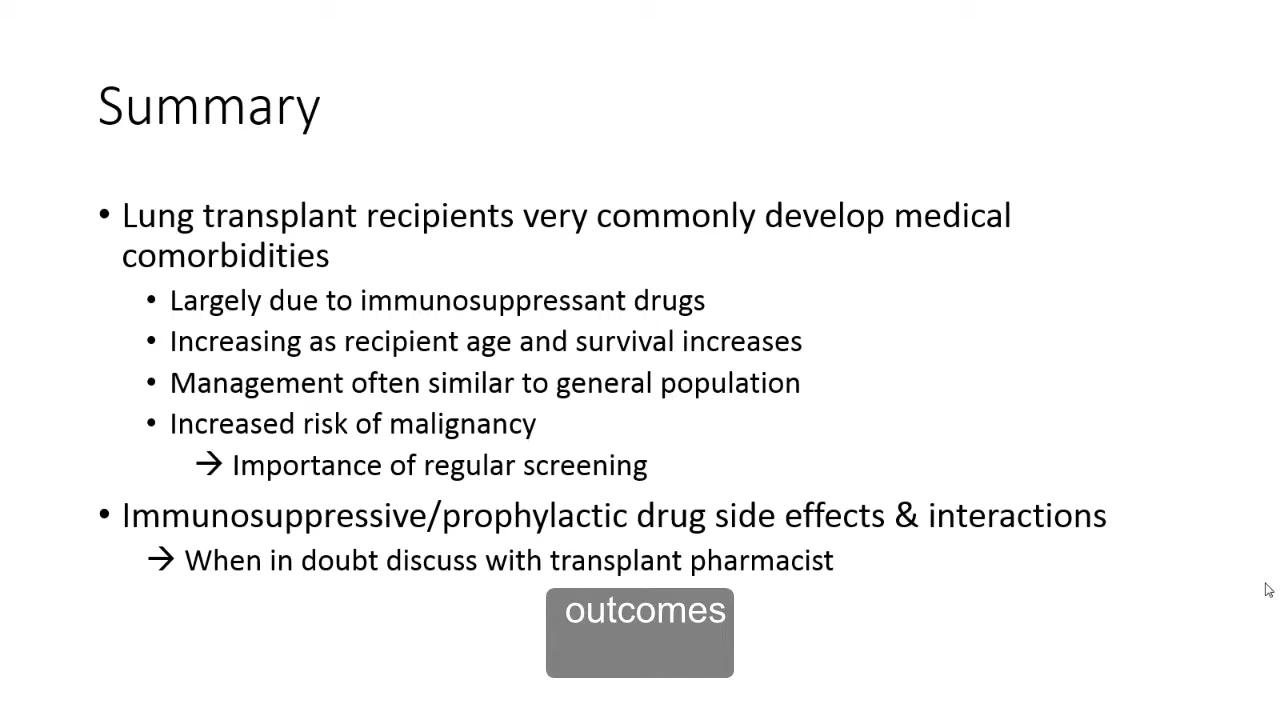 Summary
• Lung transplant recipients very commonly develop medical
comorbidities
• Largely due to immunosuppressant drugs
• Increasing as recipient age and survival increases
• Management often similar to general population
• Increased risk of malignancy
→ Importance of regular screening
• Immunosuppressive/prophylactic drug side effects & interactions
→ When in doubt discuss with transplant pharmacist
outcomes